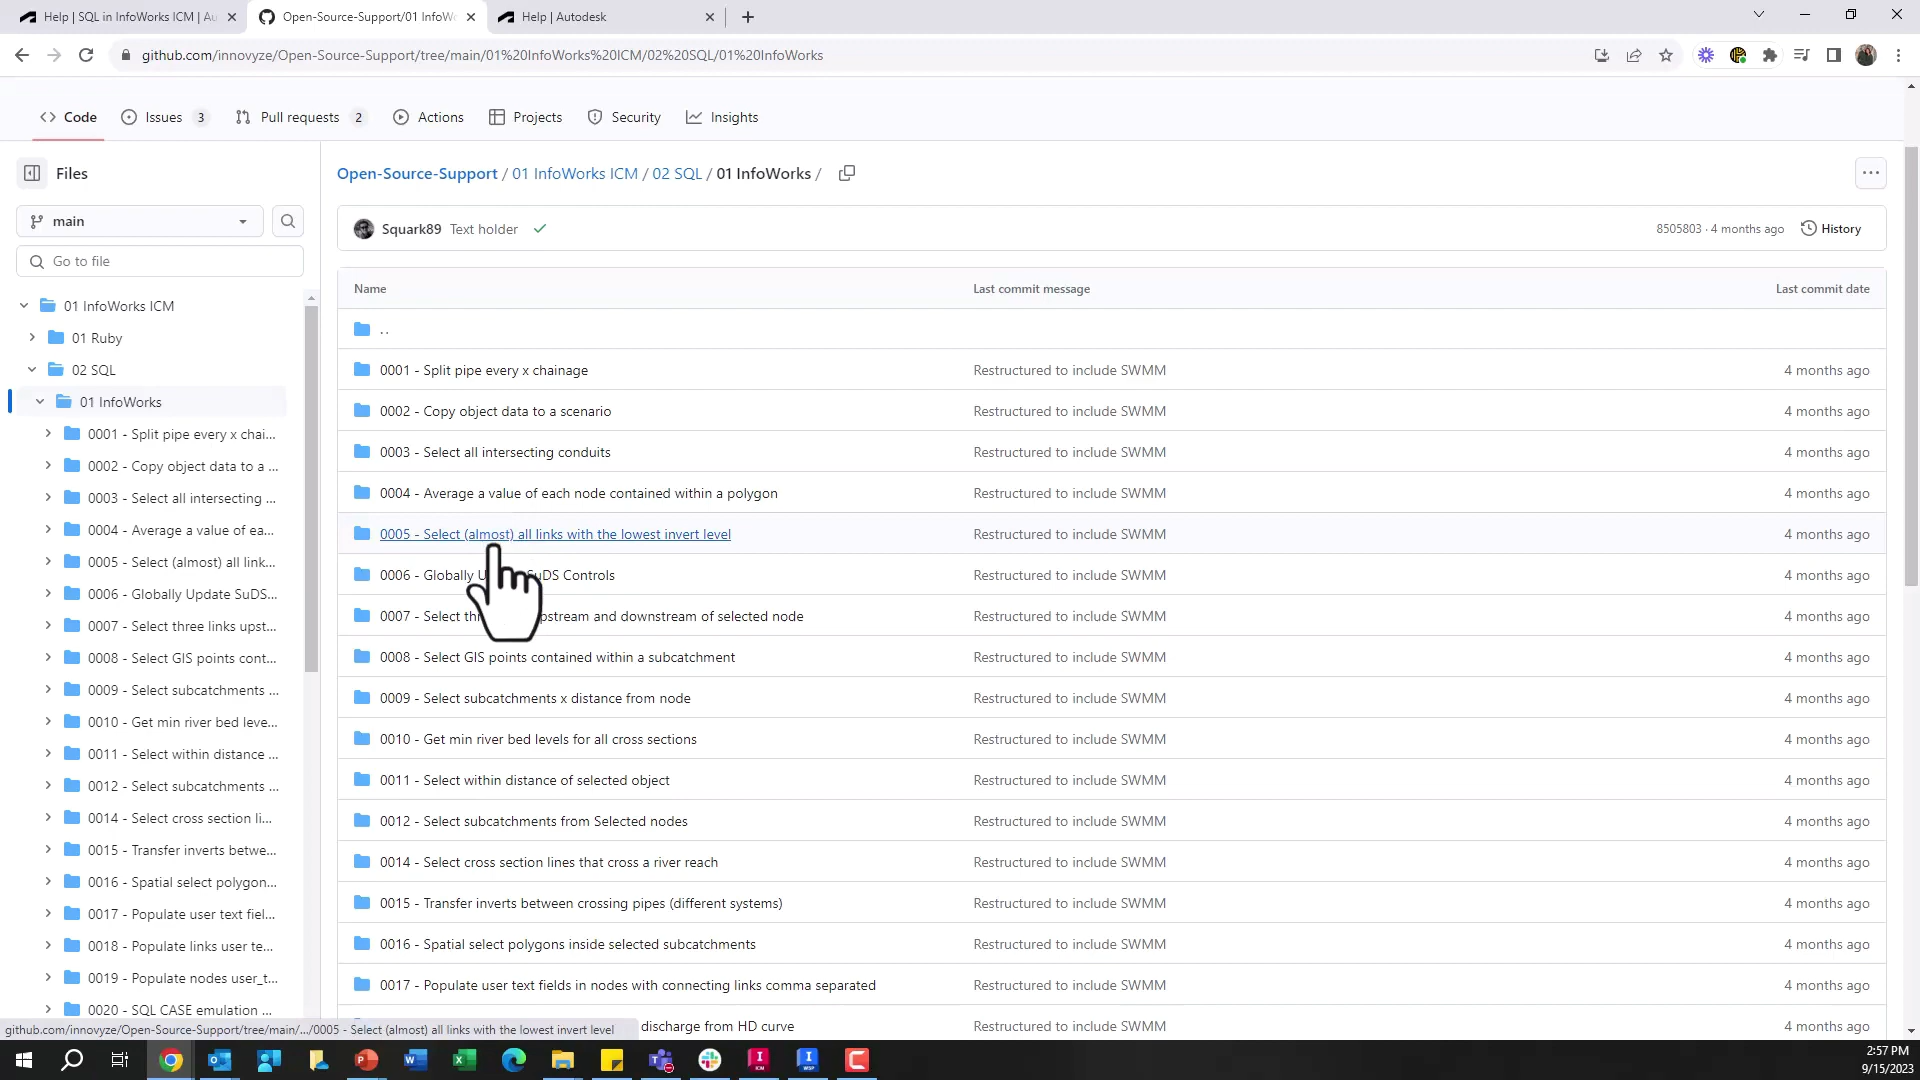 Help | SQL in InfoWorks ICM | Au
Open-Source-Support/01 InfoWo
Help | Autodesk
github.com/innovyze/Open-Source-Support/tree/main/01%20InfoWorks%20ICM/02%20SQL/01%20InfoWorks
Code
Issues 3
Pull requests 2
Actions
Projects
Security
Insights
Files
Open-Source-Support / 01 InfoWorks ICM / 02 SQL / 01 InfoWorks /
main
Squark89 Text holder
8505803 · 4 months ago
History
Go to file
Name
Last commit message
Last commit date
01 InfoWorks ICM
01 Ruby
02 SQL
01 InfoWorks
0001 - Split pipe every x chai...
0002 - Copy object data to a ...
0003 - Select all intersecting ...
0004 - Average a value of ea...
0005 - Select (almost) all link...
0006 - Globally Update SuDS...
0007 - Select three links upst...
0008 - Select GIS points cont...
0009 - Select subcatchments ...
0010 - Get min river bed leve...
0011 - Select within distance ...
0012 - Select subcatchments ...
0014 - Select cross section li...
0015 - Transfer inverts betwe...
0016 - Spatial select polygon...
0017 - Populate user text fiel...
0018 - Populate links user te...
0019 - Populate nodes user_t...
0020 - SQL CASE emulation ...
..
0001 - Split pipe every x chainage Restructured to include SWMM 4 months ago
0002 - Copy object data to a scenario Restructured to include SWMM 4 months ago
0003 - Select all intersecting conduits Restructured to include SWMM 4 months ago
0004 - Average a value of each node contained within a polygon Restructured to include SWMM 4 months ago
0005 - Select (almost) all links with the lowest invert level Restructured to include SWMM 4 months ago
0006 - Globally U SuDS Controls Restructured to include SWMM 4 months ago
0007 - Select th pstream and downstream of selected node Restructured to include SWMM 4 months ago
0008 - Select GIS points contained within a subcatchment Restructured to include SWMM 4 months ago
0009 - Select subcatchments x distance from node Restructured to include SWMM 4 months ago
0010 - Get min river bed levels for all cross sections Restructured to include SWMM 4 months ago
0011 - Select within distance of selected object Restructured to include SWMM 4 months ago
0012 - Select subcatchments from Selected nodes Restructured to include SWMM 4 months ago
0014 - Select cross section lines that cross a river reach Restructured to include SWMM 4 months ago
0015 - Transfer inverts between crossing pipes (different systems) Restructured to include SWMM 4 months ago
0016 - Spatial select polygons inside selected subcatchments Restructured to include SWMM 4 months ago
0017 - Populate user text fields in nodes with connecting links comma separated Restructured to include SWMM 4 months ago
discharge from HD curve Restructured to include SWMM 4 months ago
github.com/innovyze/Open-Source-Support/tree/main/.../0005 - Select (almost) all links with the lowest invert level
2:57 PM
9/15/2023